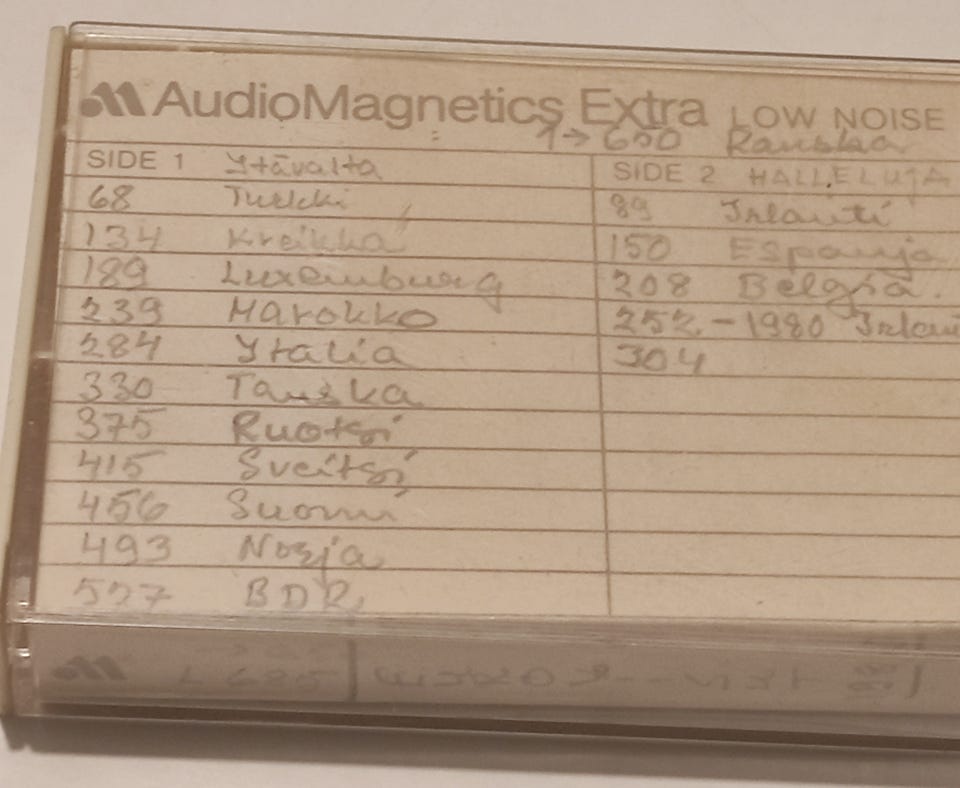 AudioMagnetics Extra LOW NOISE
1→ 600 Ranska
SIDE 1 Itävalta
68 Turkki
134 Kreikka
189 Luxemburg
239 Marokko
284 Italia
330 Tanska
375 Ruotsi
415 Sveitsi
456 Suomi
493 Norja
527 BDR
SIDE 2 HALLELUJA
89 Irlanti
150 Espanja
208 Belgia.
252 - 1980 Irlanti
304